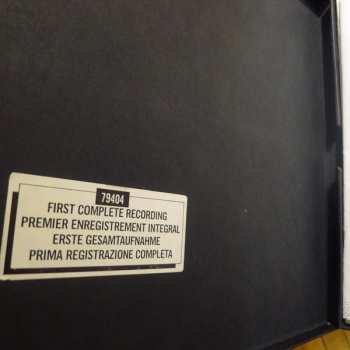 79404
FIRST COMPLETE RECORDING
PREMIER ENREGISTREMENT INTEGRAL
ERSTE GESAMTAUFNAHME
PRIMA REGISTRAZIONE COMPLETA